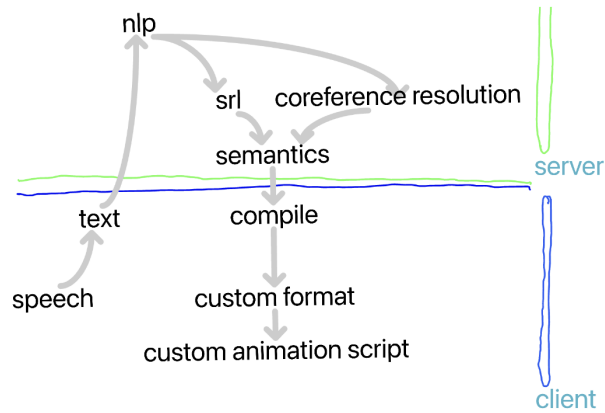 nlp
srl
coreference resolution
semantics
server
text
compile
speech
custom format
custom animation script
client